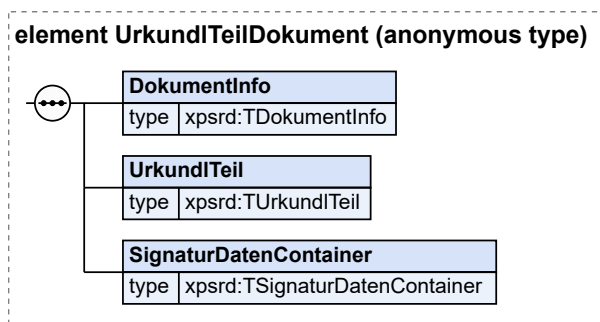 element UrkundlTeilDokument (anonymous type)
DokumentInfo
type xpsrd:TDokumentInfo
UrkundlTeil
type xpsrd:TUrkundlTeil
SignaturDatenContainer
type xpsrd:TSignaturDatenContainer